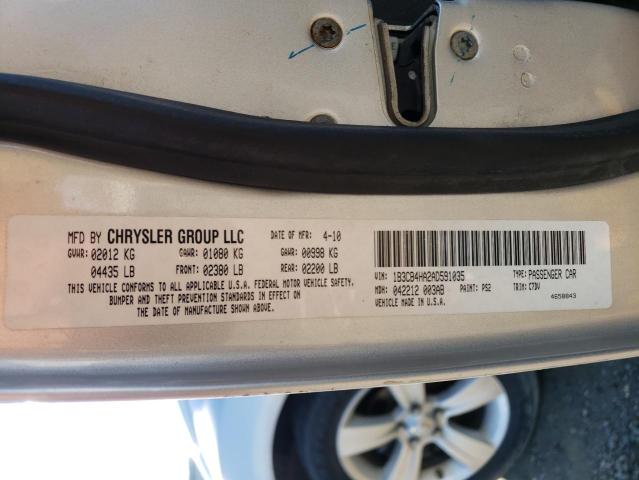 MFD BY CHRYSLER GROUP LLC DATE OF MFR: 4-10
GVWR: 02012 KG GAWR: 01080 KG GAWR: 00998 KG
04435 LB FRONT: 02380 LB REAR: 02200 LB
THIS VEHICLE CONFORMS TO ALL APPLICABLE U.S.A. FEDERAL MOTOR VEHICLE SAFETY,
BUMPER AND THEFT PREVENTION STANDARDS IN EFFECT ON
THE DATE OF MANUFACTURE SHOWN ABOVE.
VIN: 1B3CB4HA2AD591035 TYPE: PASSENGER CAR
MDH: 042212 003AB PAINT: PS2 TRIM: C7DV
4658043